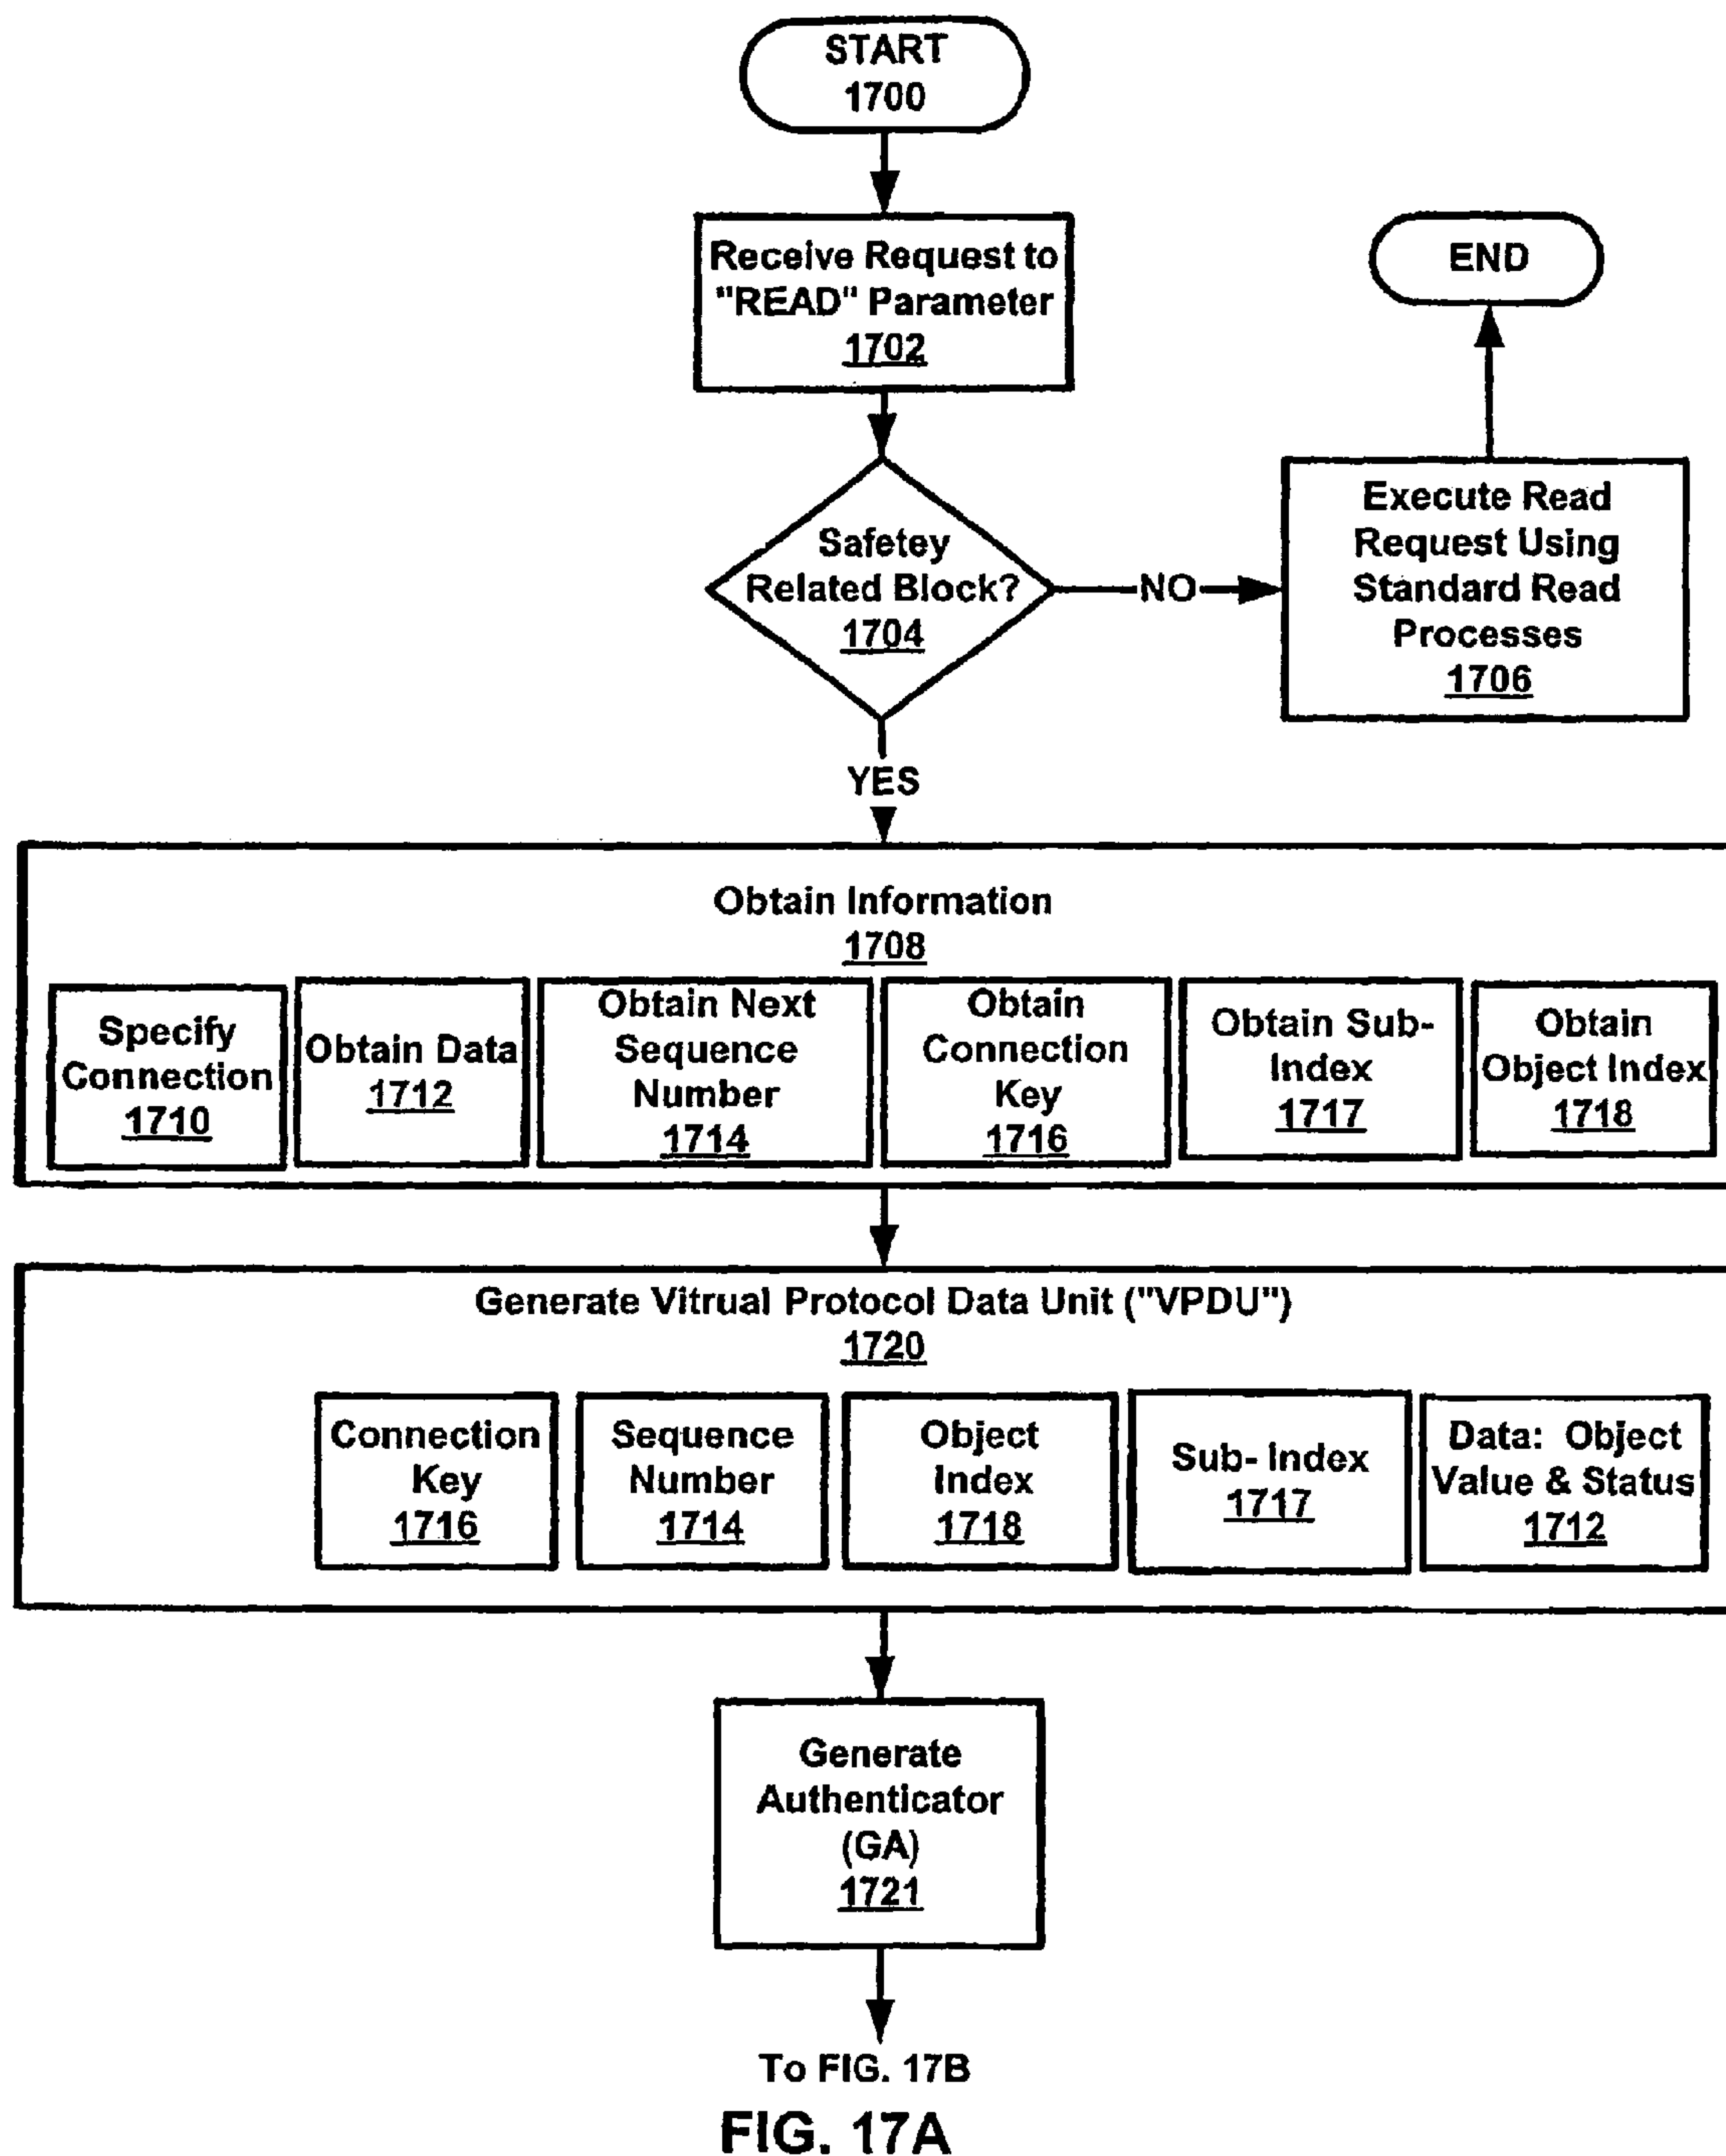 START
1700
Receive Request to
"READ" Parameter
1702
END
Safetey
Related Block?
1704
NO
Execute Read
Request Using
Standard Read
Processes
1706
YES
Obtain Information
1708
Specify
Connection
1710
Obtain Data
1712
Obtain Next
Sequence
Number
1714
Obtain
Connection
Key
1716
Obtain Sub-
Index
1717
Obtain
Object Index
1718
Generate Vitrual Protocol Data Unit ("VPDU")
1720
Connection
Key
1716
Sequence
Number
1714
Object
Index
1718
Sub- Index
1717
Data: Object
Value & Status
1712
Generate
Authenticator
(GA)
1721
To FIG. 17B
FIG. 17A